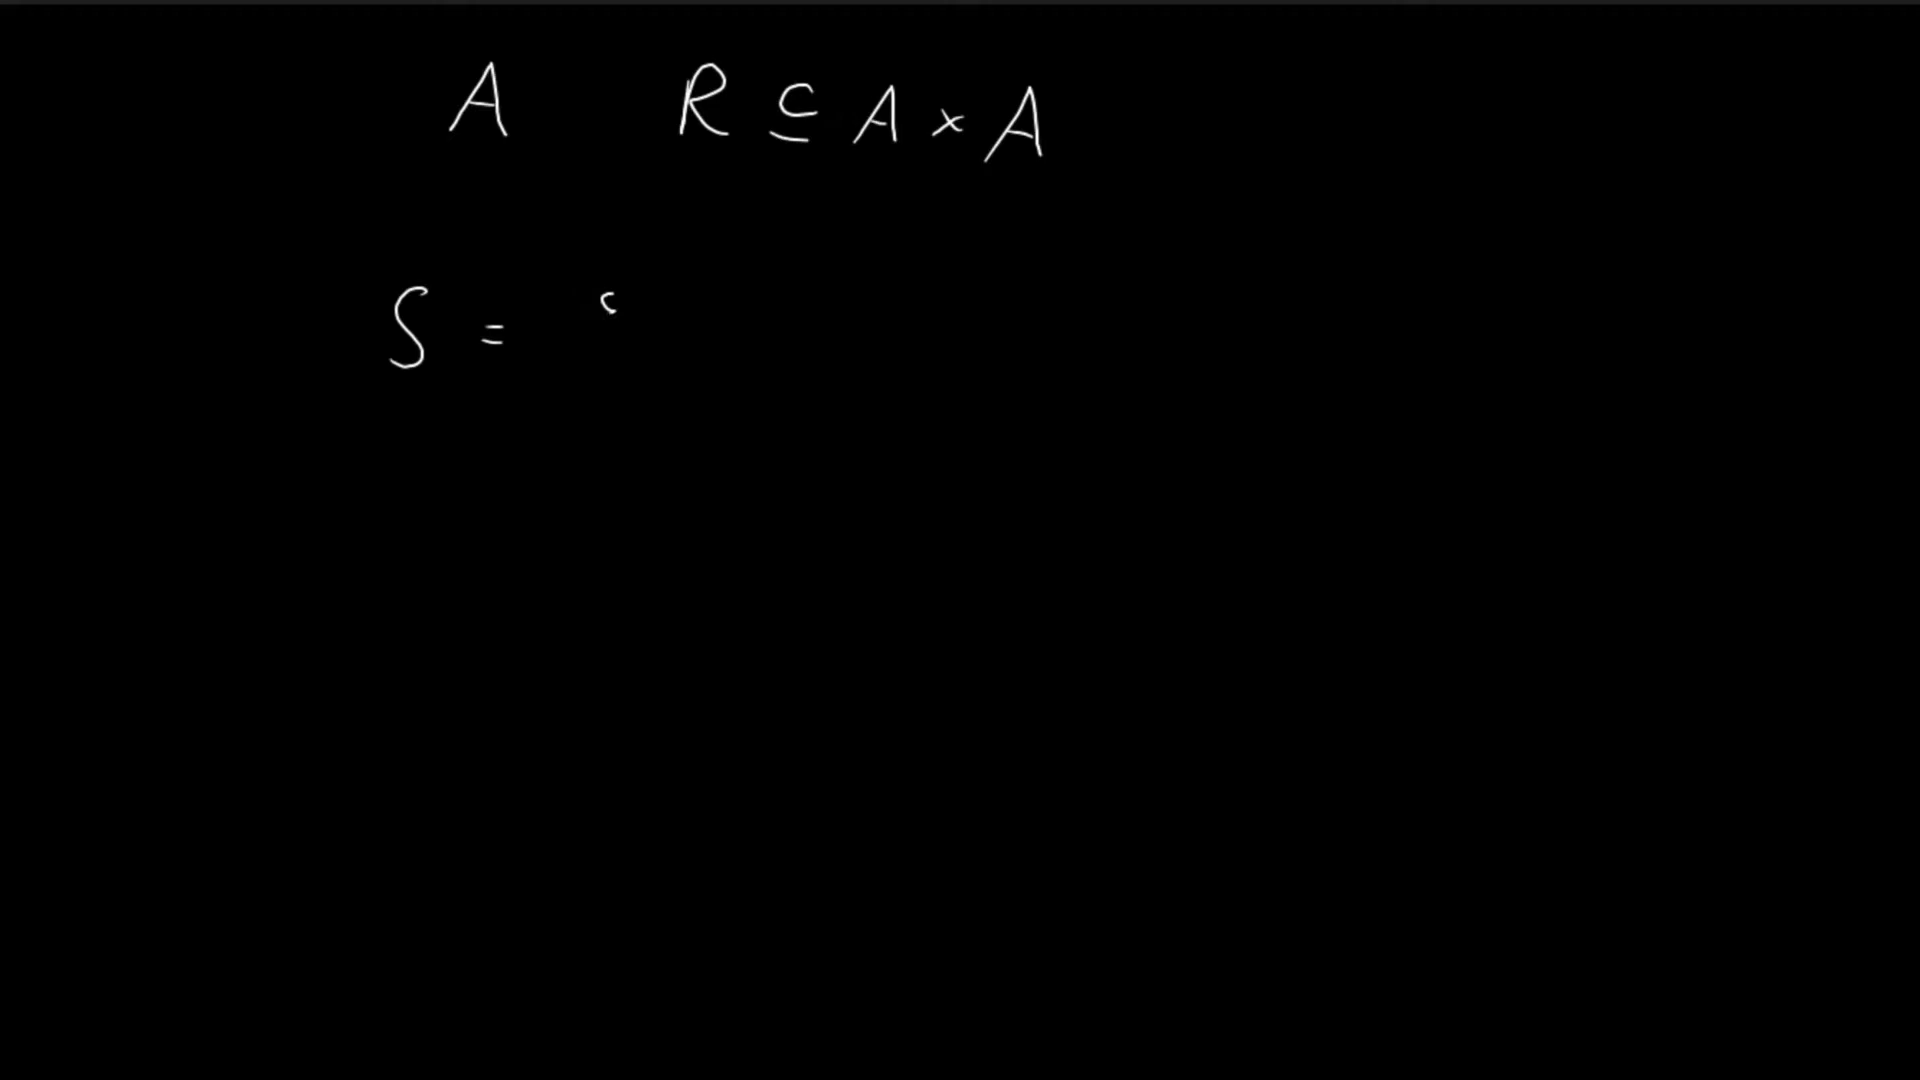 A R ⊆ A × A
S =